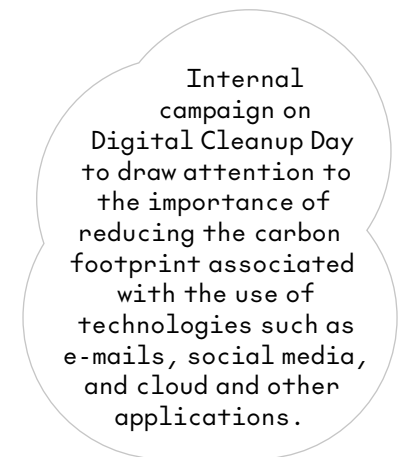 Internal
campaign on
Digital Cleanup Day
to draw attention to
the importance of
reducing the carbon
footprint associated
with the use of
technologies such as
e-mails, social media,
and cloud and other
applications.